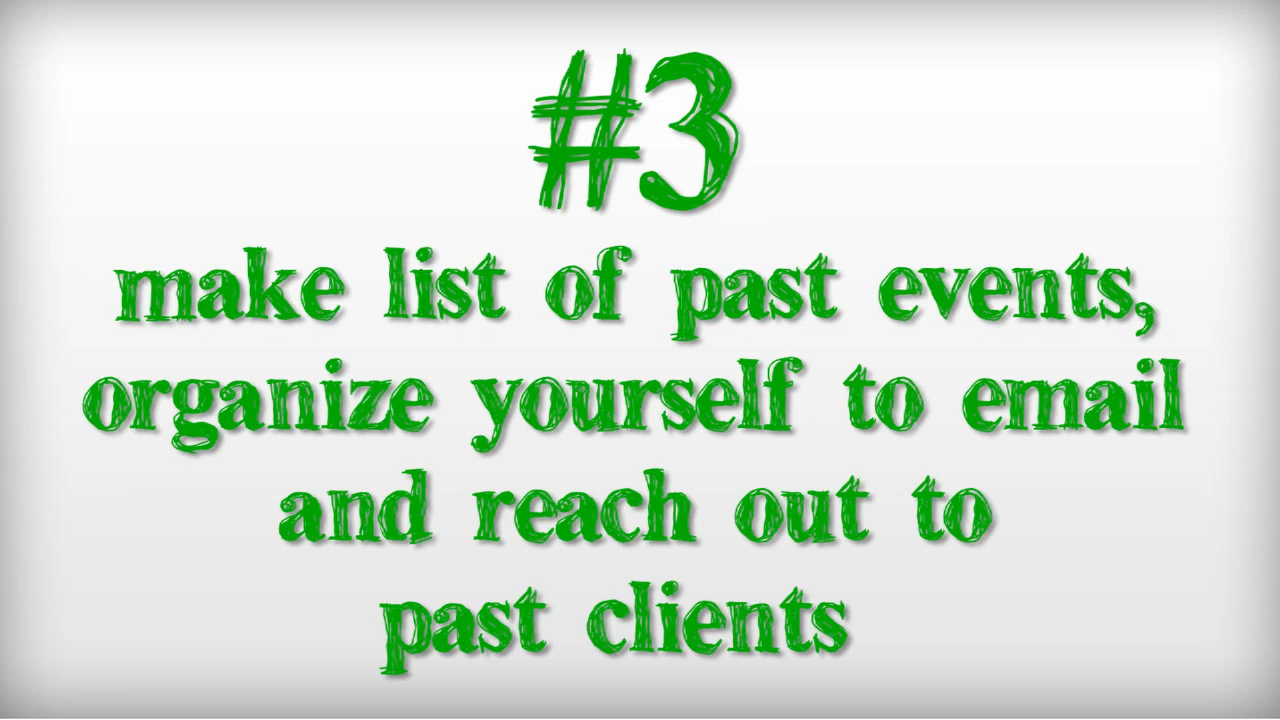 #3
make list of past events,
organize yourself to email
and reach out to
past clients